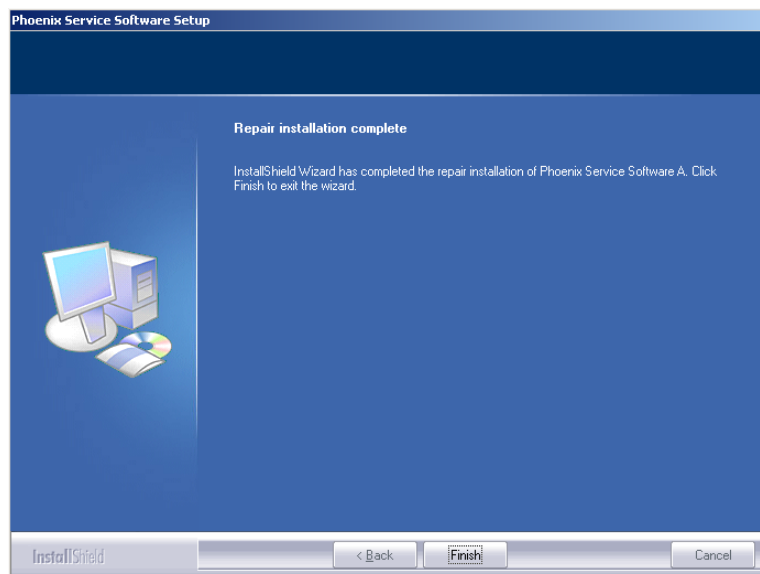 Phoenix Service Software Setup
Repair installation complete
InstallShield Wizard has completed the repair installation of Phoenix Service Software A. Click
Finish to exit the wizard.
InstallShield
< Back
Finish
Cancel